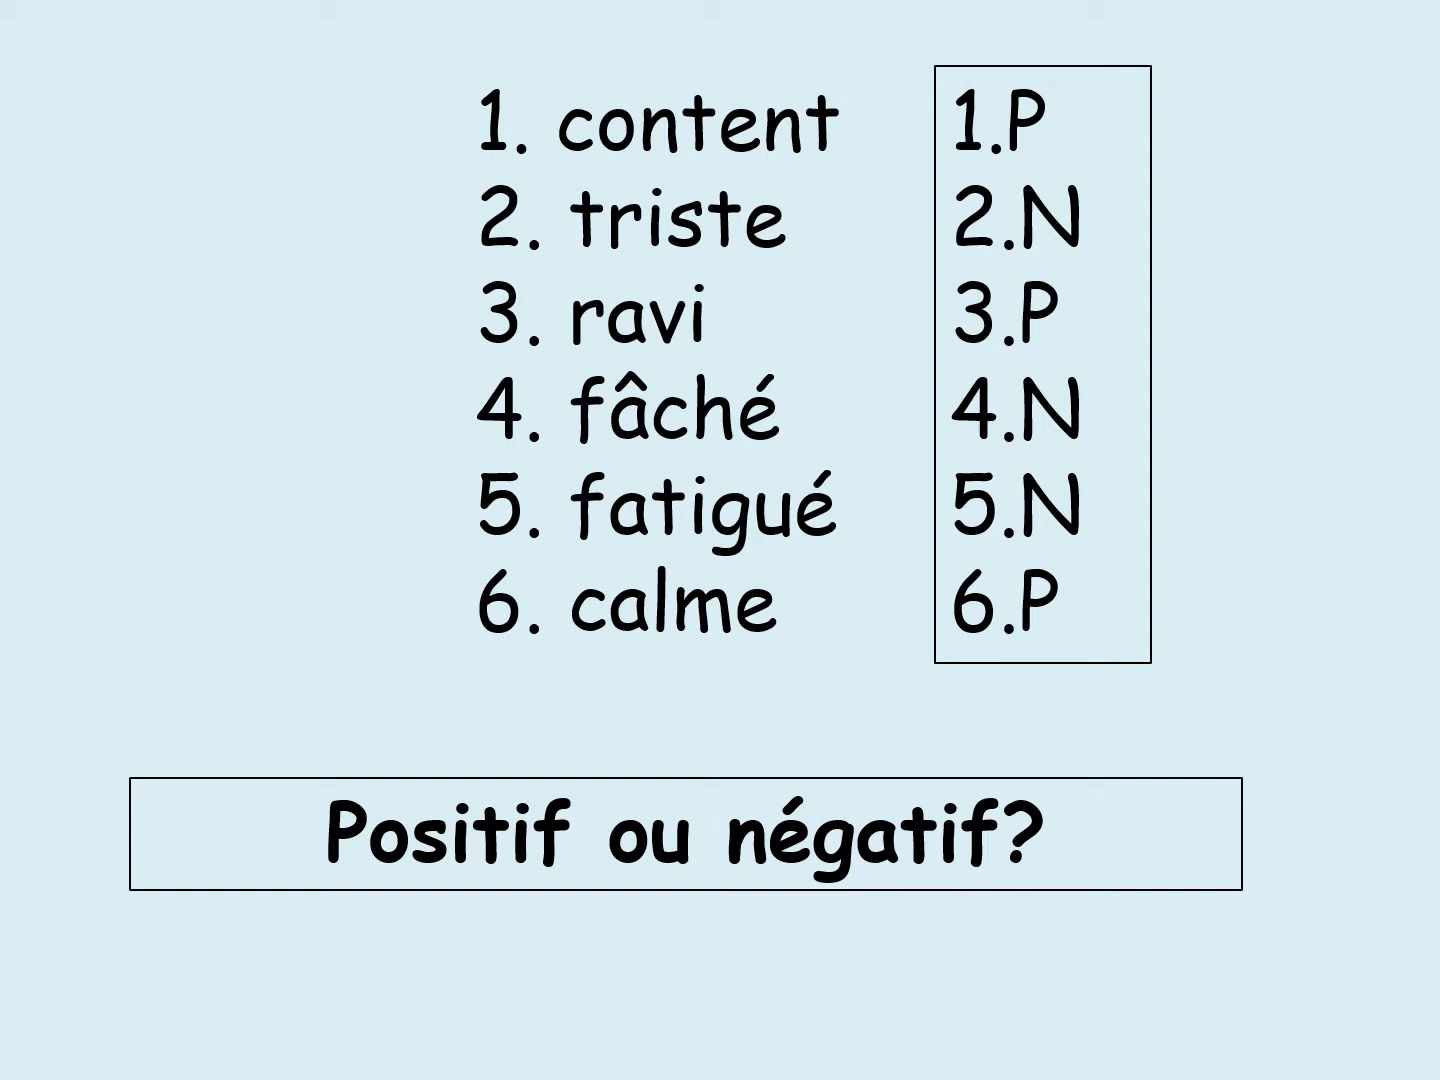 1. content
2. triste
3. ravi
4. fâché
5. fatigué
6. calme
1.P
2.N
3.P
4.N
5.N
6.P
Positif ou négatif?